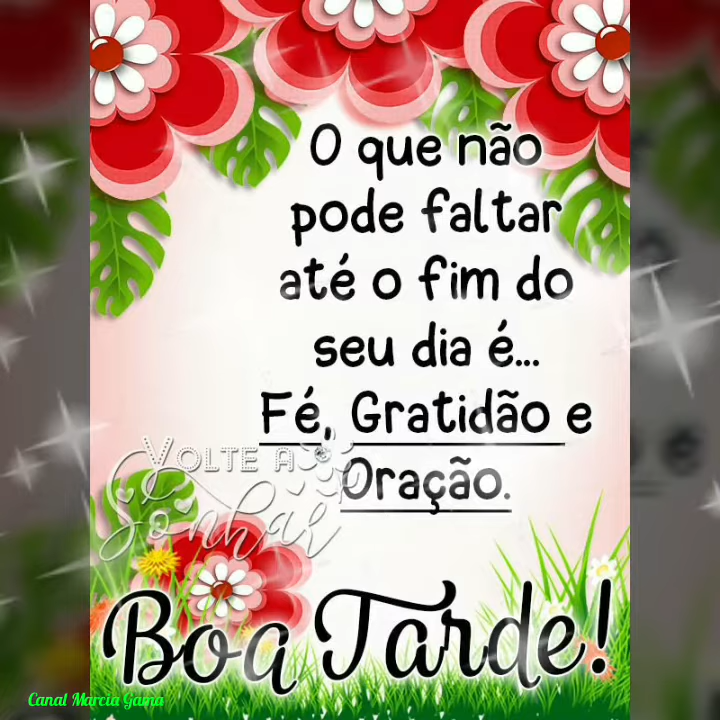 O que não
pode faltar
até o fim do
seu dia é...
Fé, Gratidão e
Oração.
Volte a
Sonhar
Boa Tarde!
Canal Marcia Gama